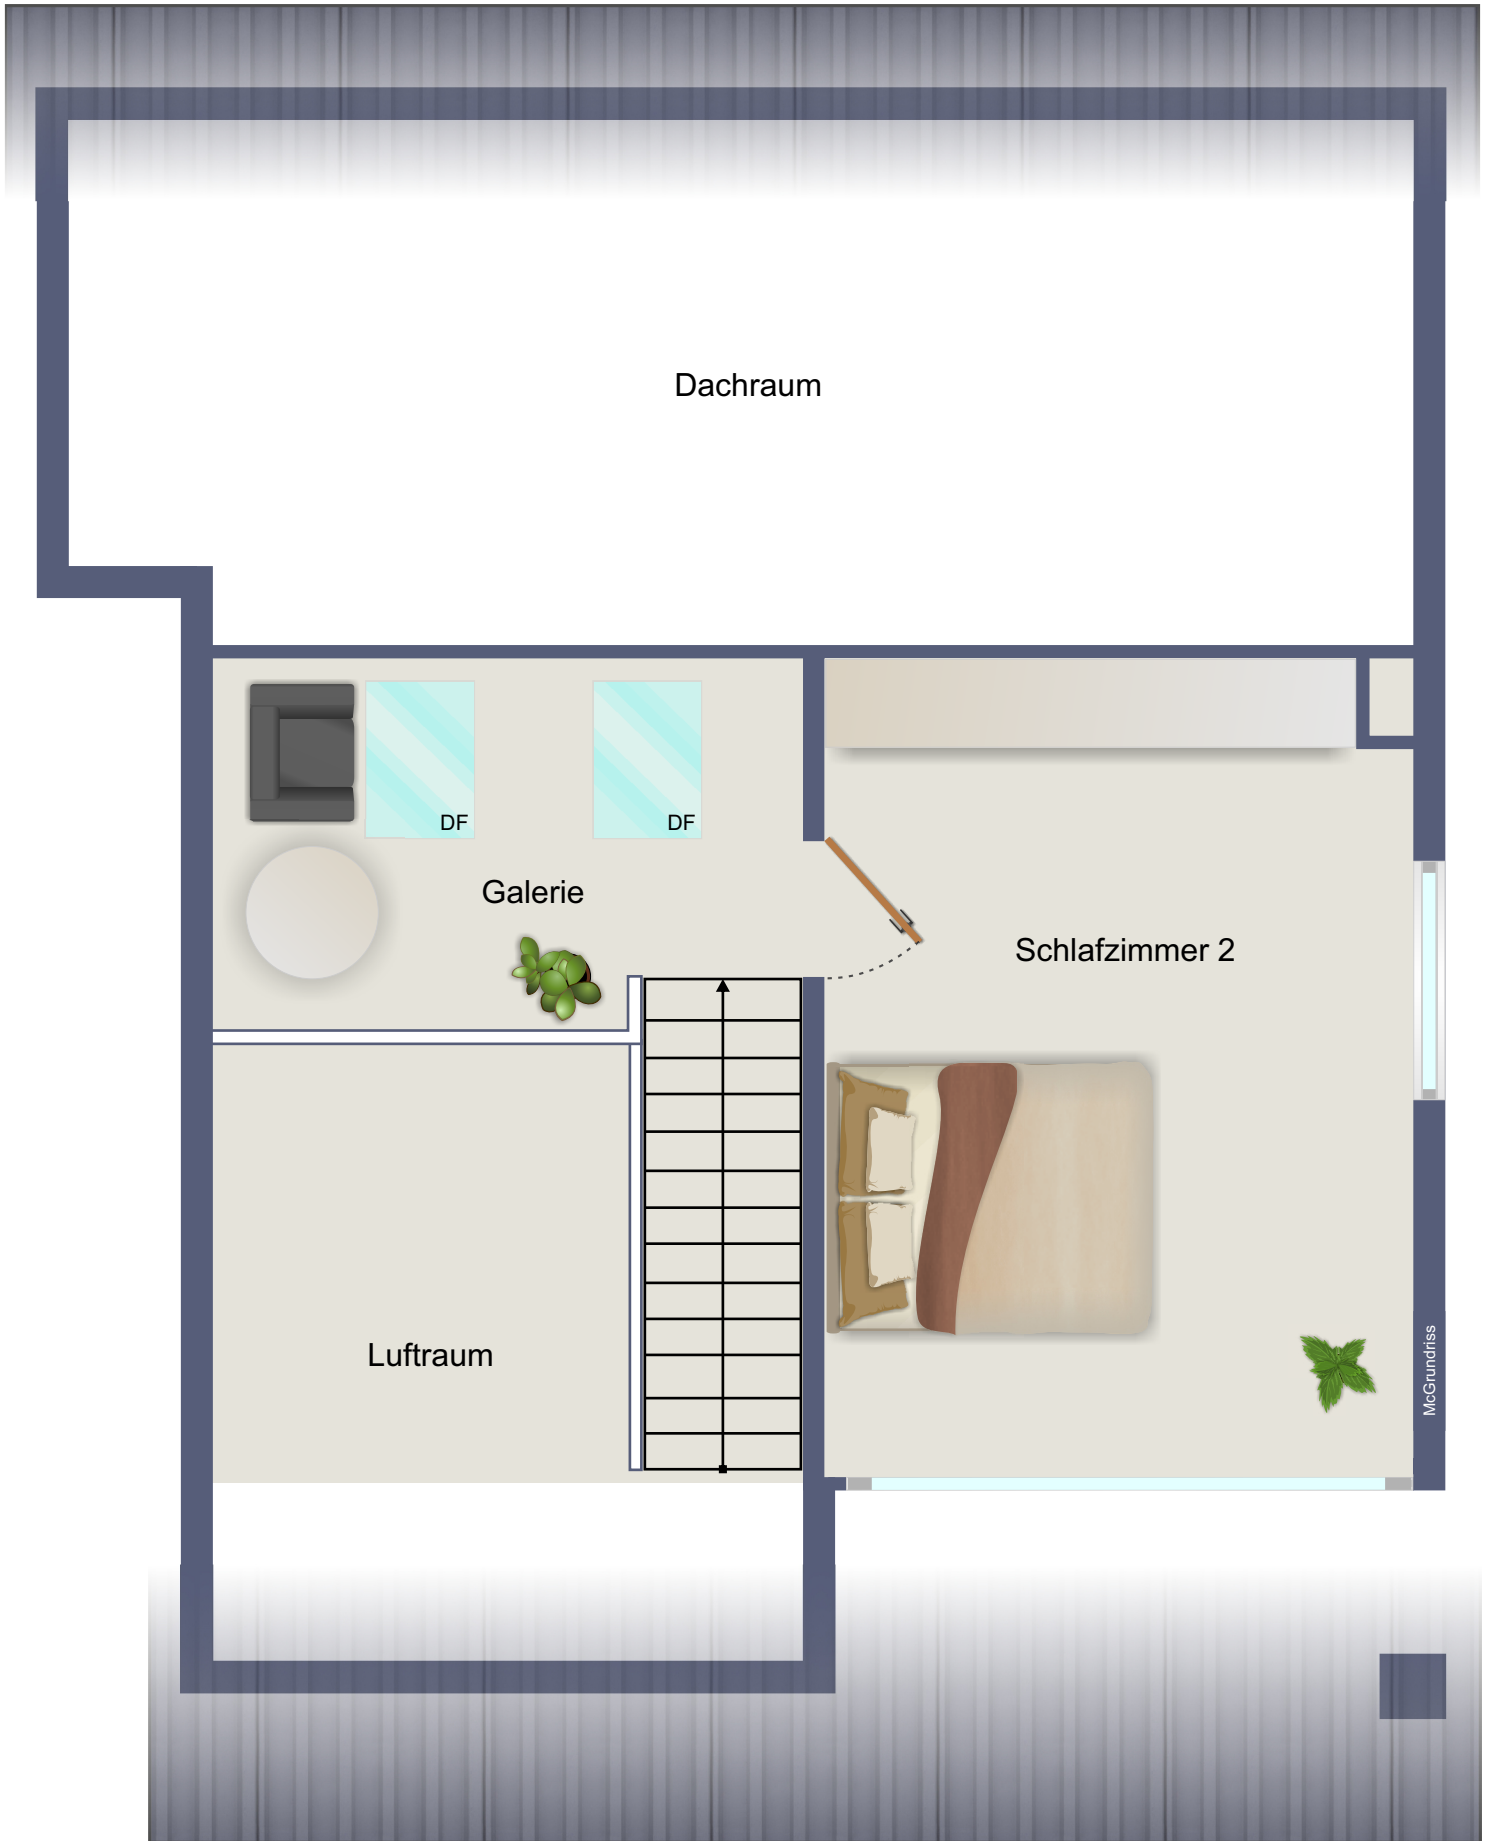 Dachraum
DF
DF
Galerie
Schlafzimmer 2
Luftraum
McGrundriss